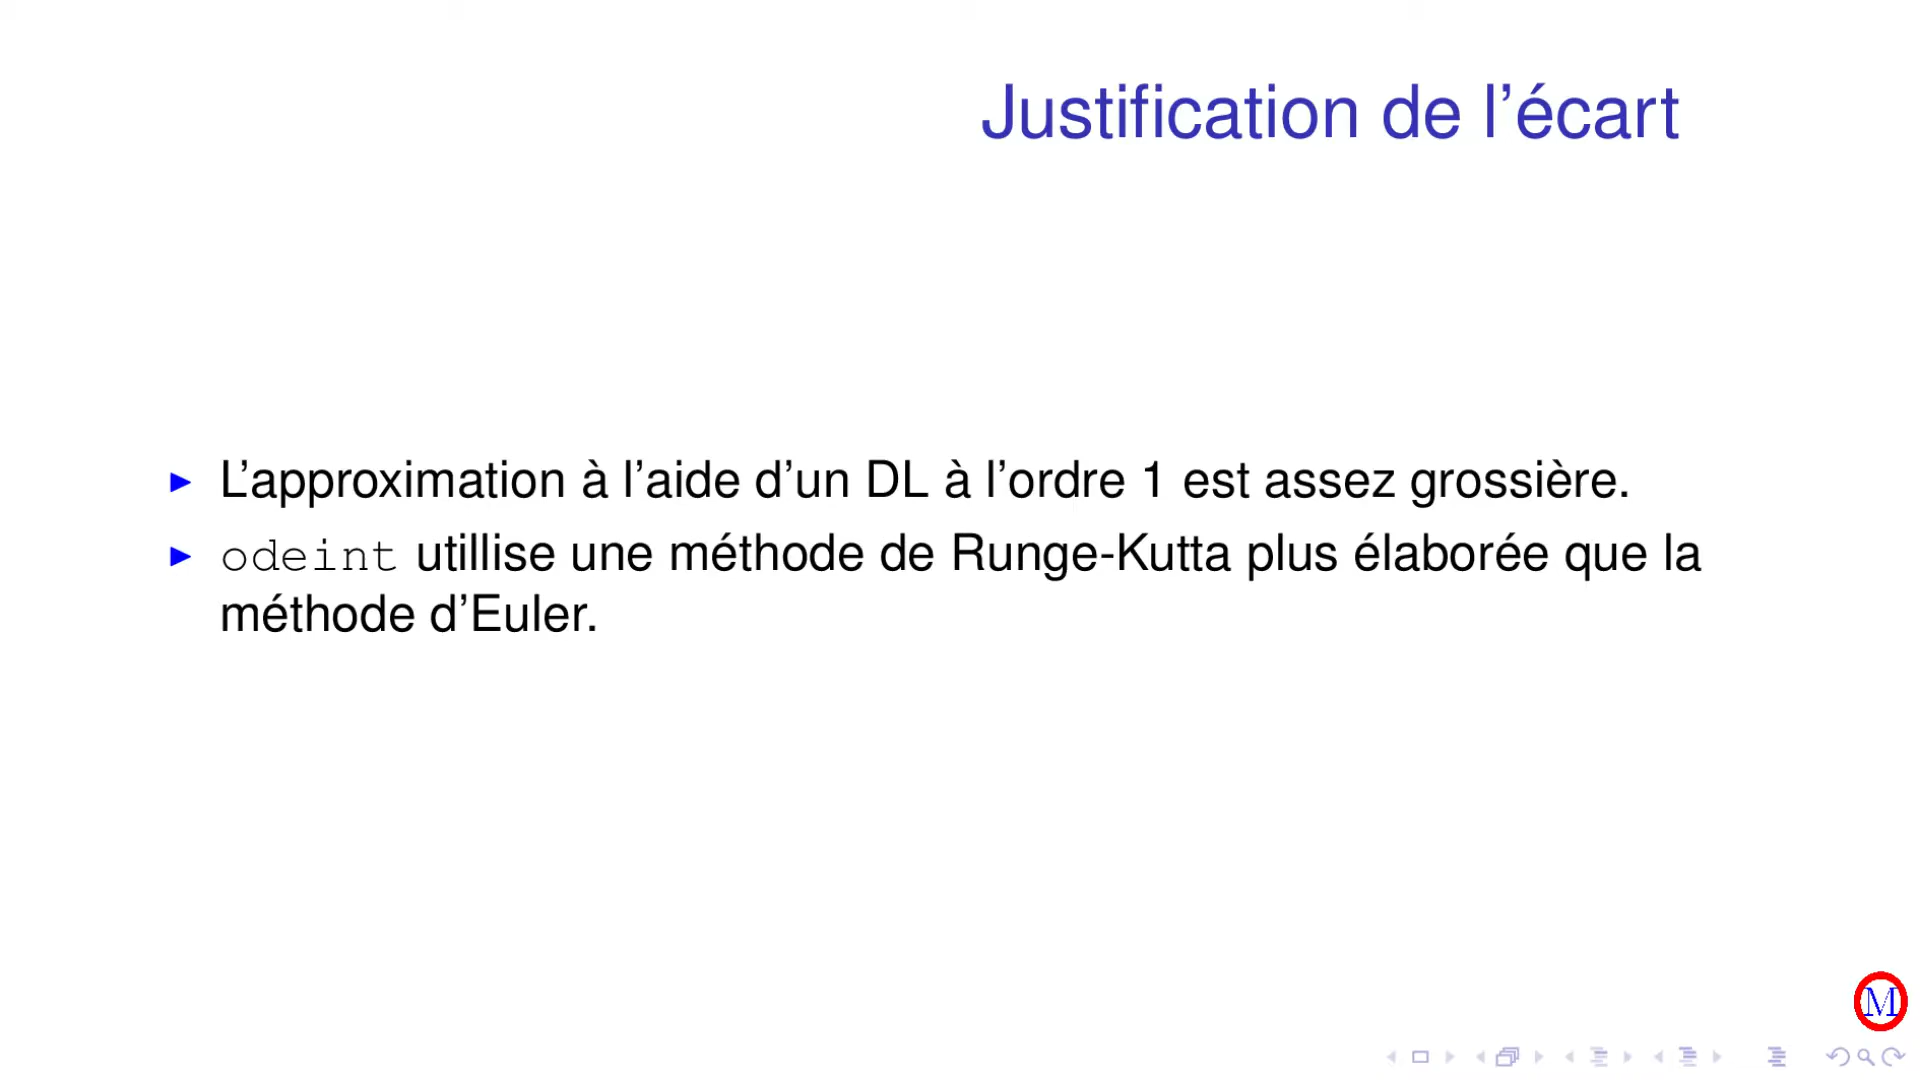 Justification de l'écart
L'approximation à l'aide d'un DL à l'ordre 1 est assez grossière.
odeint utillise une méthode de Runge-Kutta plus élaborée que la
méthode d'Euler.
M